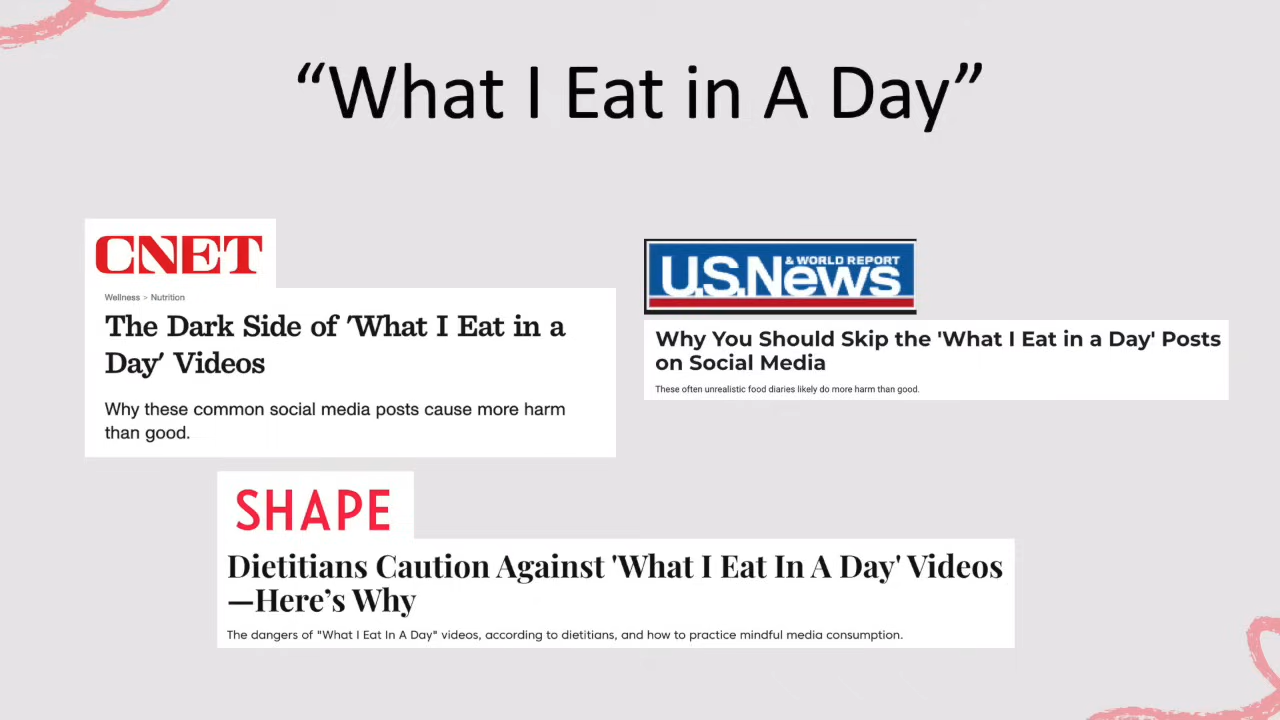 “What I Eat in A Day”
CNET
Wellness > Nutrition
The Dark Side of 'What I Eat in a
Day' Videos
Why these common social media posts cause more harm
than good.
U.S.News & WORLD REPORT
Why You Should Skip the 'What I Eat in a Day' Posts
on Social Media
These often unrealistic food diaries likely do more harm than good.
SHAPE
Dietitians Caution Against 'What I Eat In A Day' Videos
—Here’s Why
The dangers of "What I Eat In A Day" videos, according to dietitians, and how to practice mindful media consumption.